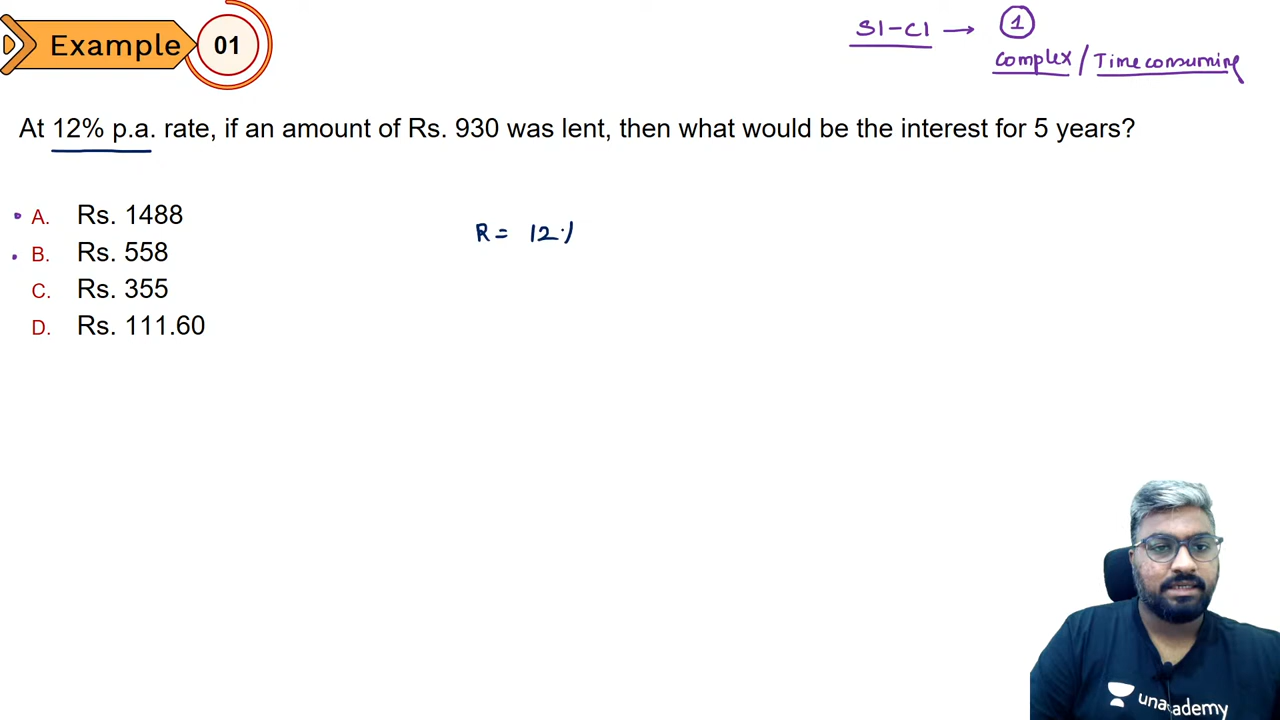 Example 01
SI-CI → 1
complex / Time consuming
At 12% p.a. rate, if an amount of Rs. 930 was lent, then what would be the interest for 5 years?
A. Rs. 1488
B. Rs. 558
C. Rs. 355
D. Rs. 111.60
R = 12%
unacademy